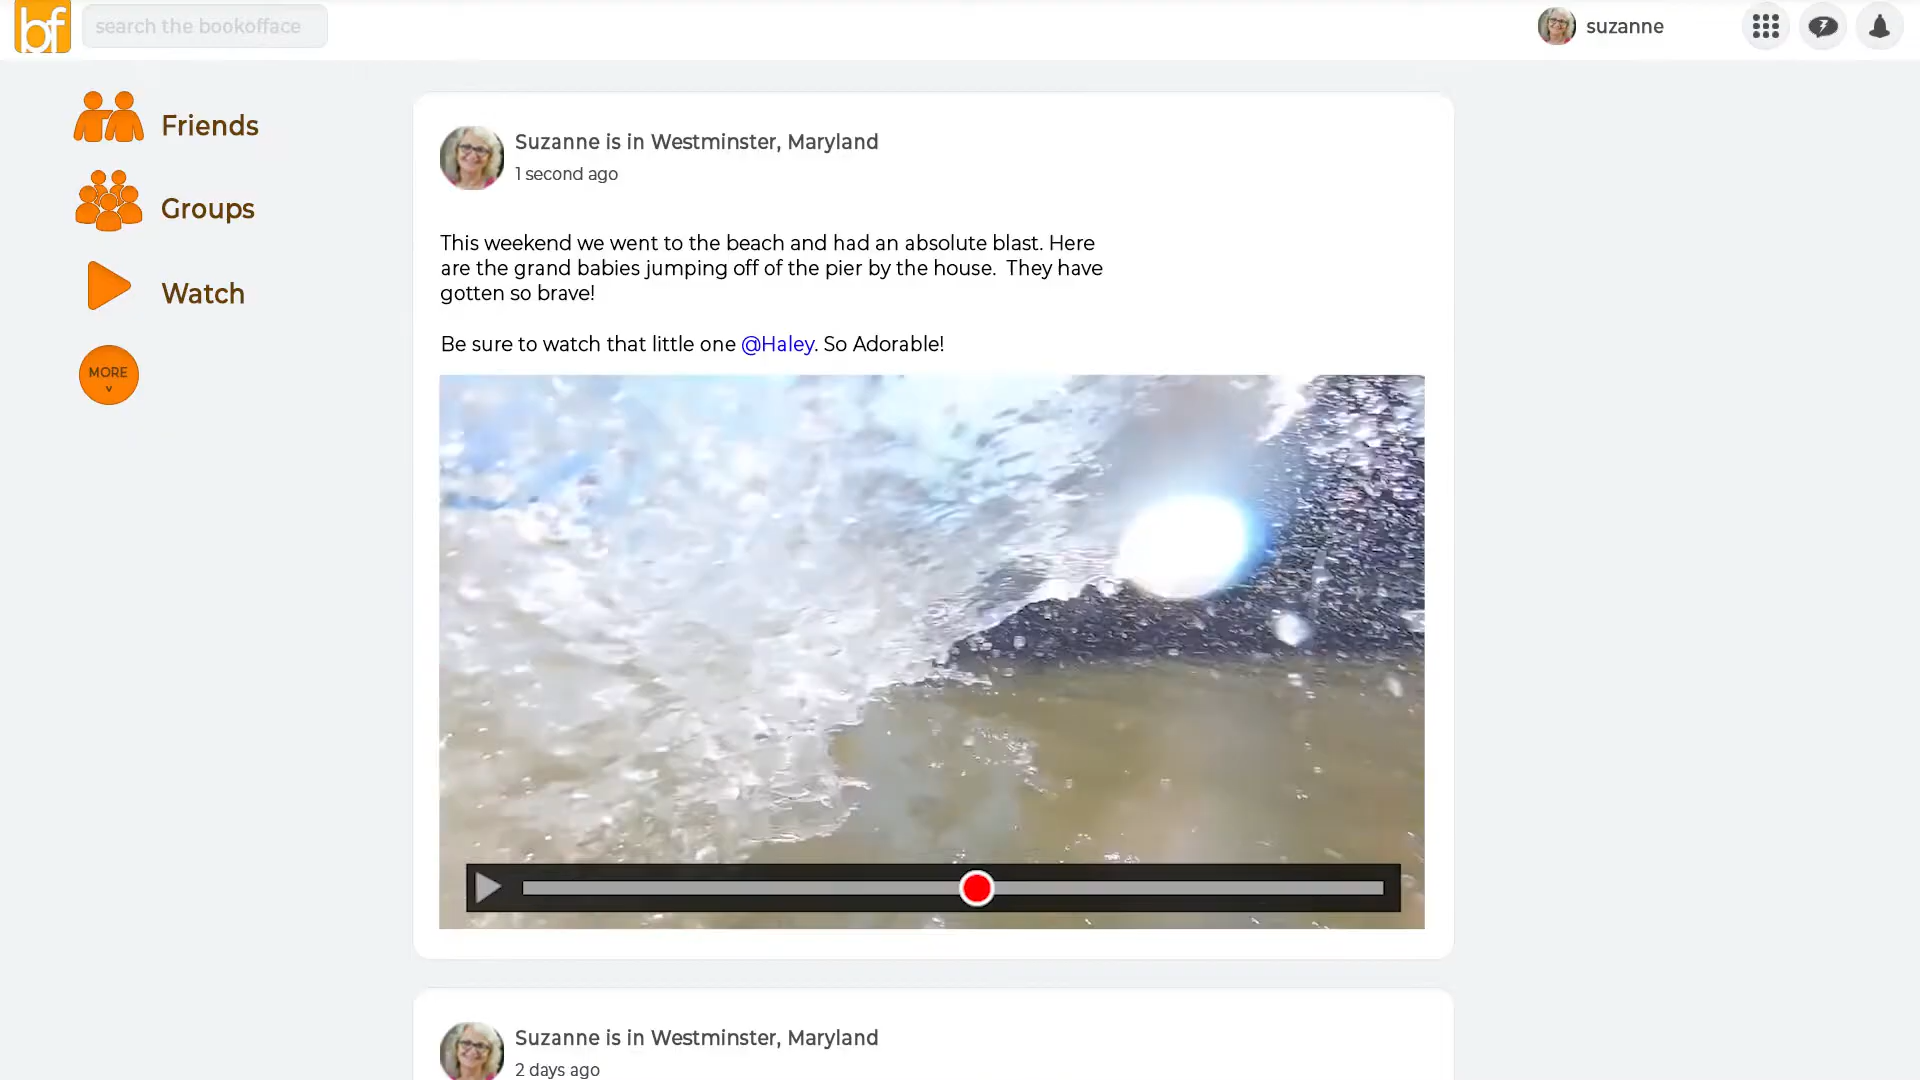 bf
search the bookofface
suzanne
Friends
Groups
Watch
MORE
v
Suzanne is in Westminster, Maryland
1 second ago
This weekend we went to the beach and had an absolute blast. Here
are the grand babies jumping off of the pier by the house. They have
gotten so brave!
Be sure to watch that little one @Haley. So Adorable!
Suzanne is in Westminster, Maryland
2 days ago